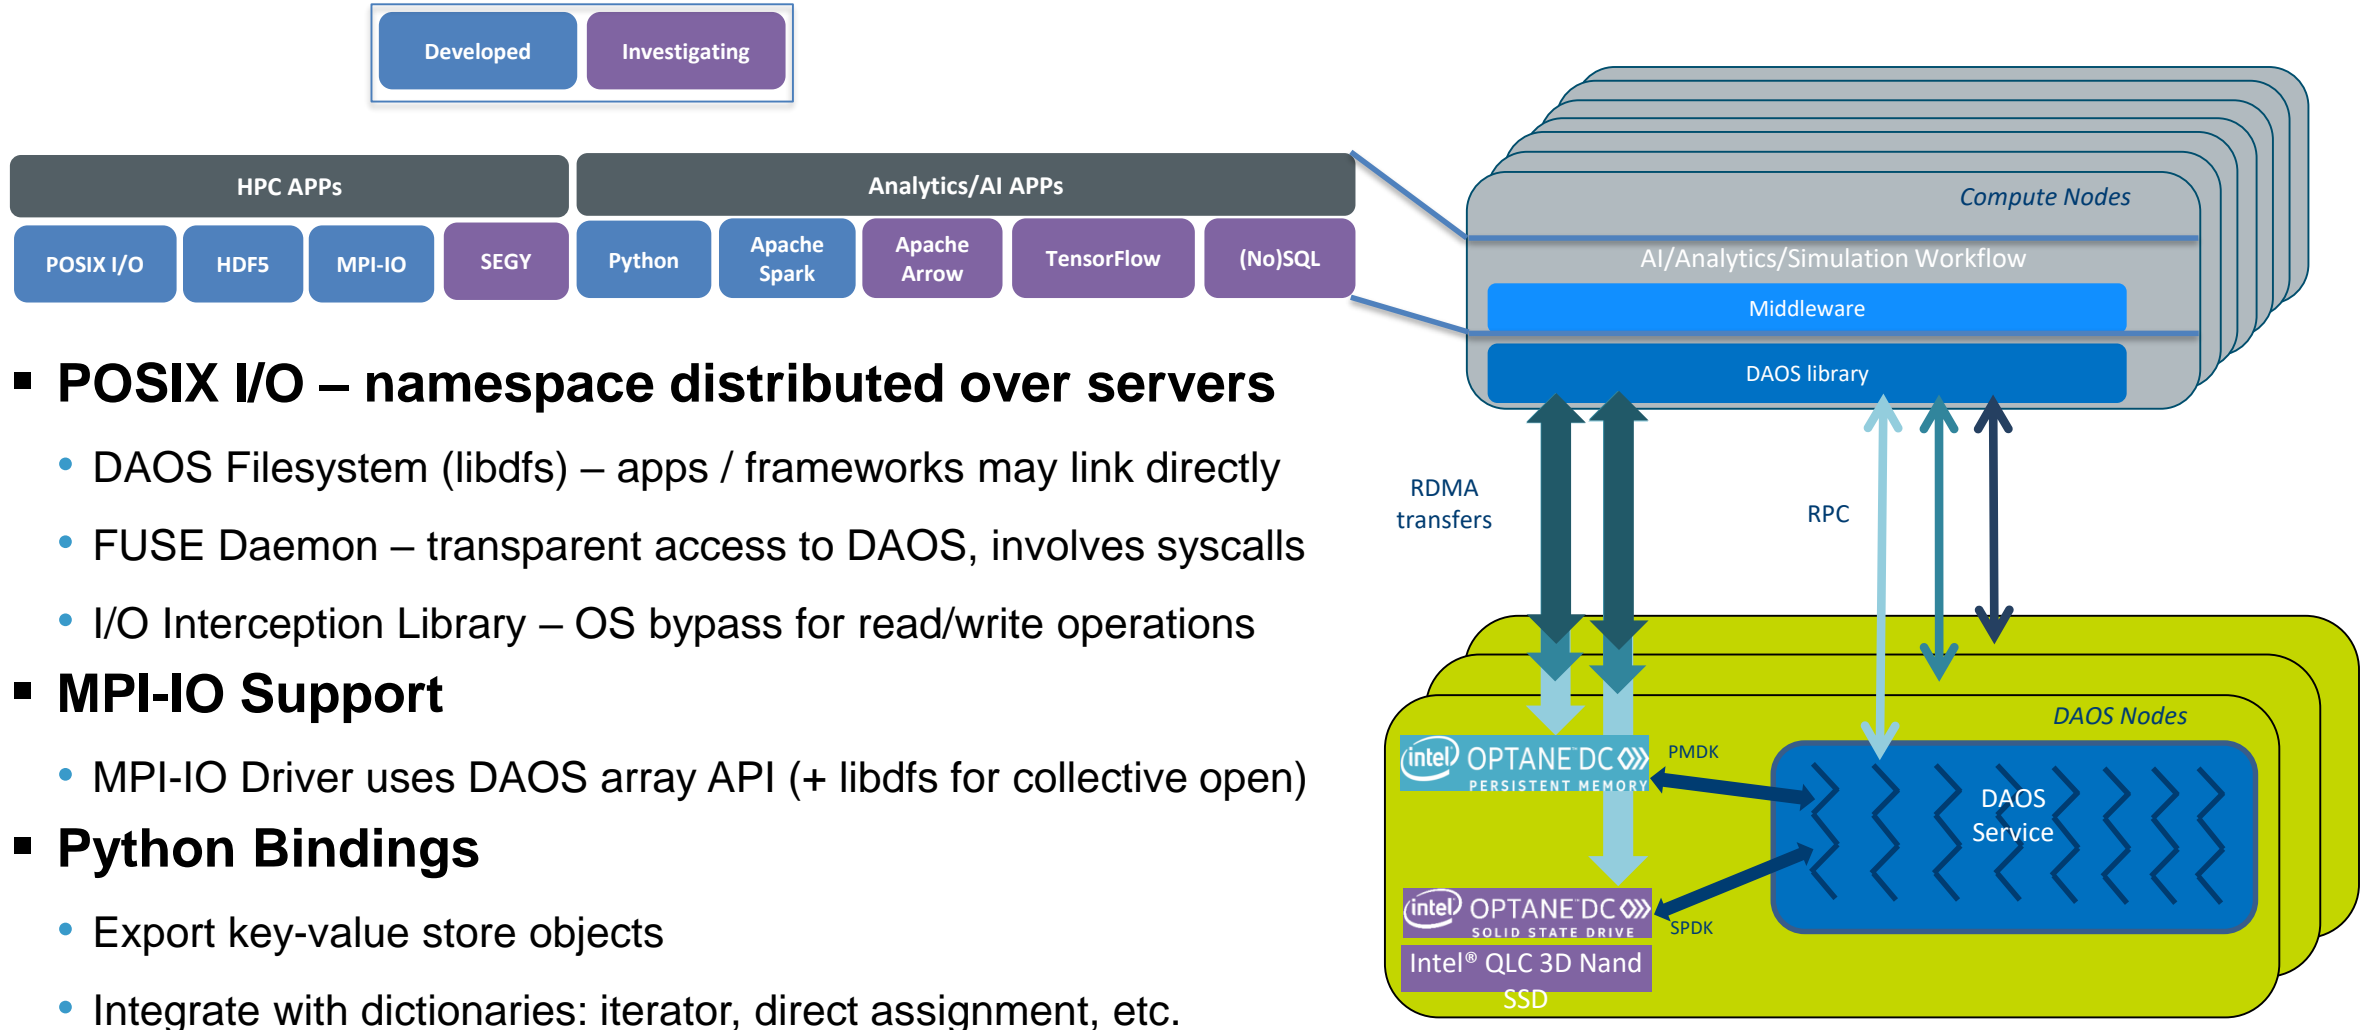 Developed
Investigating
HPC APPs
Analytics/AI APPs
POSIX I/O
HDF5
MPI-IO
SEGY
Python
Apache
Spark
Apache
Arrow
TensorFlow
(No)SQL
▪ POSIX I/O – namespace distributed over servers
• DAOS Filesystem (libdfs) – apps / frameworks may link directly
• FUSE Daemon – transparent access to DAOS, involves syscalls
• I/O Interception Library – OS bypass for read/write operations
▪ MPI-IO Support
• MPI-IO Driver uses DAOS array API (+ libdfs for collective open)
▪ Python Bindings
• Export key-value store objects
• Integrate with dictionaries: iterator, direct assignment, etc.
Compute Nodes
AI/Analytics/Simulation Workflow
Middleware
DAOS library
RDMA
transfers
RPC
DAOS Nodes
intel OPTANE™ DC
PERSISTENT MEMORY
PMDK
DAOS
Service
intel OPTANE™ DC
SOLID STATE DRIVE
SPDK
Intel® QLC 3D Nand
SSD